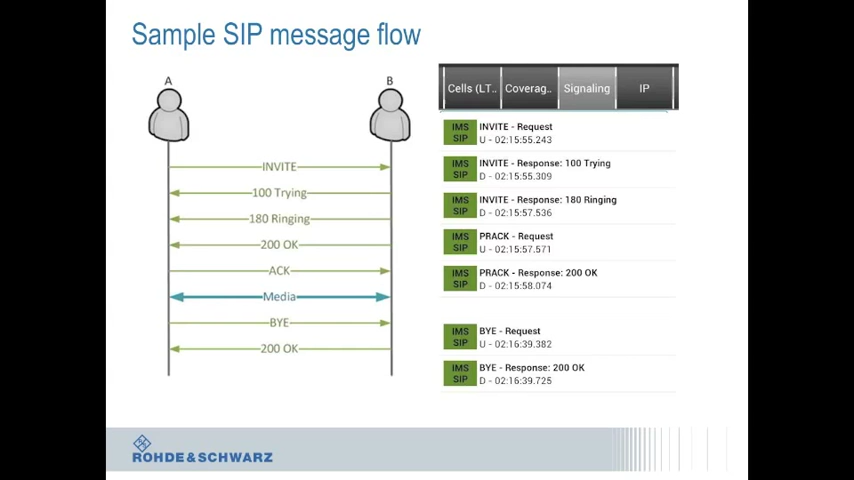 Sample SIP message flow
A
B
INVITE
100 Trying
180 Ringing
200 OK
ACK
Media
BYE
200 OK
Cells (LT..
Coverag..
Signaling
IP
IMS SIP
INVITE - Request
U - 02:15:55.243
IMS SIP
INVITE - Response: 100 Trying
D - 02:15:55.309
IMS SIP
INVITE - Response: 180 Ringing
D - 02:15:57.536
IMS SIP
PRACK - Request
U - 02:15:57.571
IMS SIP
PRACK - Response: 200 OK
D - 02:15:58.074
IMS SIP
BYE - Request
U - 02:16:39.382
IMS SIP
BYE - Response: 200 OK
D - 02:16:39.725
ROHDE & SCHWARZ